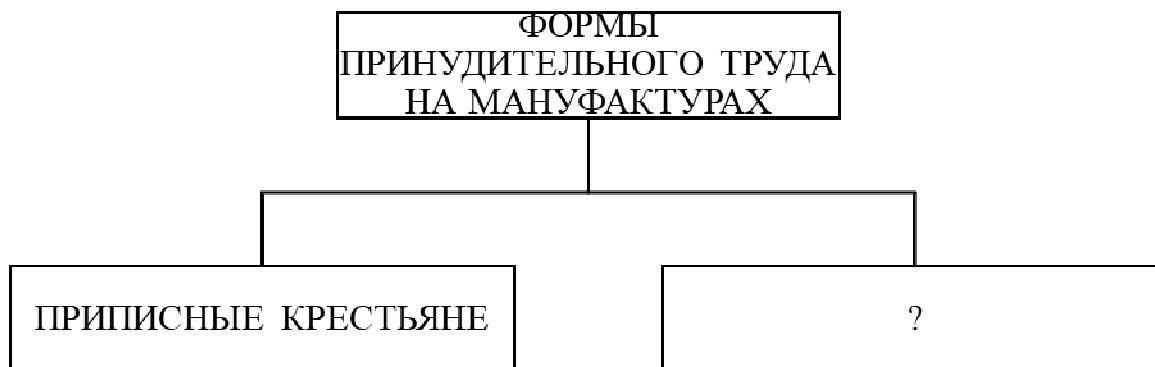 ФОРМЫ
ПРИНУДИТЕЛЬНОГО ТРУДА
НА МАНУФАКТУРАХ
ПРИПИСНЫЕ КРЕСТЬЯНЕ
?